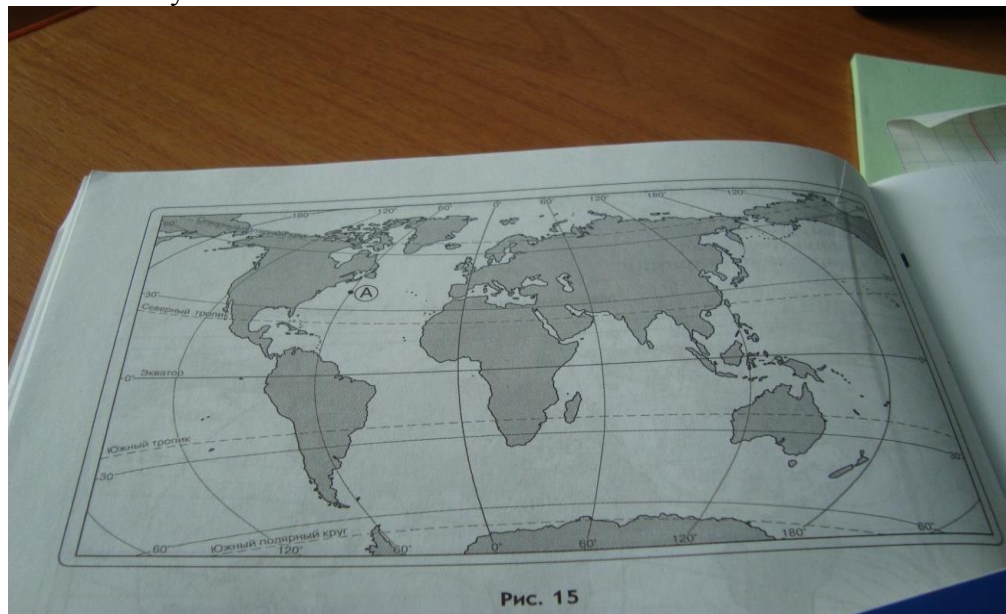 180° 120° 60° 0° 60° 120° 180° 120°
A
30°
Северный тропик
Экватор
0°
Южный тропик
30
30
60° Южный полярный круг 120° 60° 0° 60° 120° 180° 60°
Рис. 15